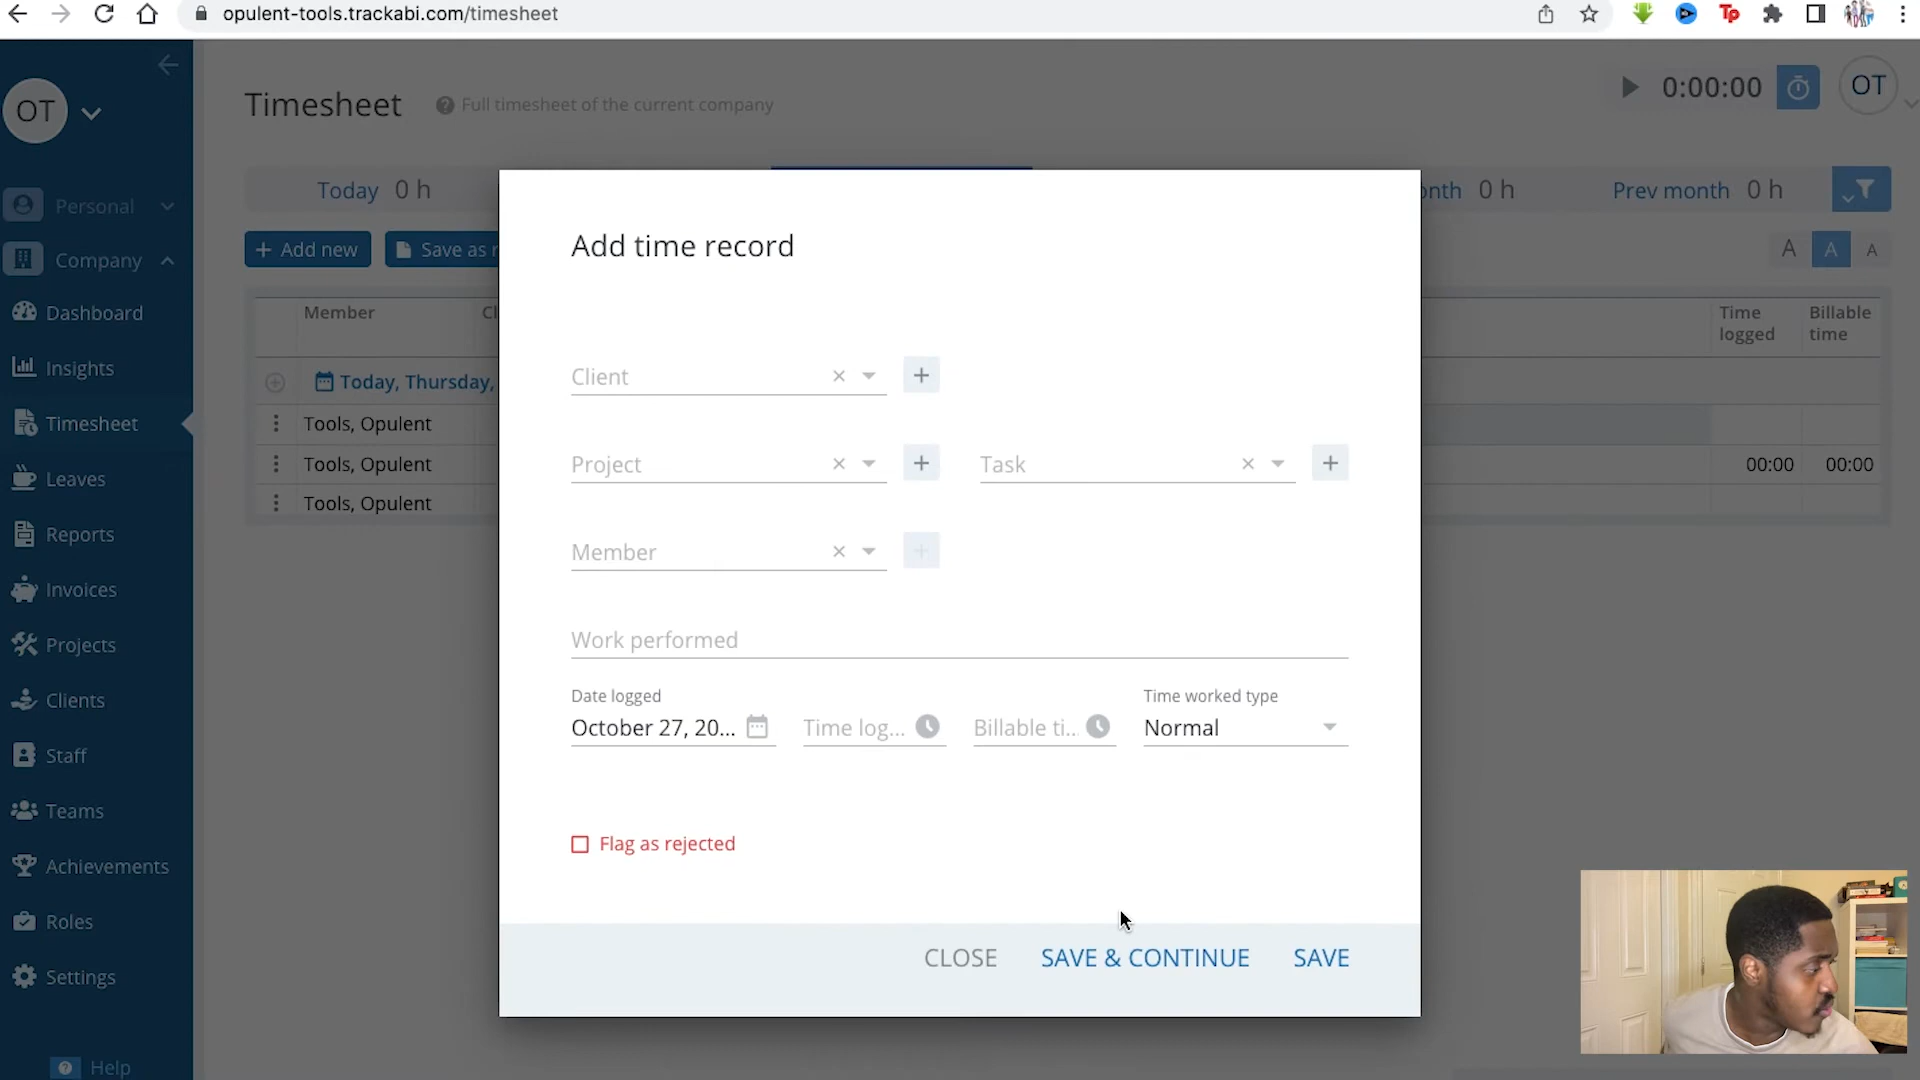 opulent-tools.trackabi.com/timesheet
Tp
OT
Timesheet
Full timesheet of the current company
0:00:00
OT
Personal
Company
Dashboard
Insights
Timesheet
Leaves
Reports
Invoices
Projects
Clients
Staff
Teams
Achievements
Roles
Settings
Help
Today 0 h
onth 0 h
Prev month 0 h
+ Add new
Save as r
A A A
Member
Cl
Time logged
Billable time
Today, Thursday,
Tools, Opulent
Tools, Opulent
00:00 00:00
Tools, Opulent
Add time record
Client
Project
Task
Member
Work performed
Date logged
October 27, 20...
Time log...
Billable ti...
Time worked type
Normal
Flag as rejected
CLOSE
SAVE & CONTINUE
SAVE